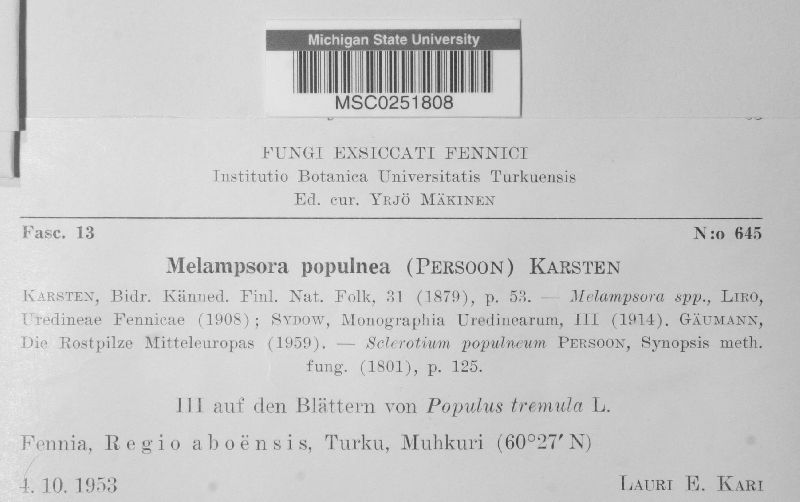 Michigan State University
MSC0251808
FUNGI EXSICCATI FENNICI
Institutio Botanica Universitatis Turkuensis
Ed. cur. YRJÖ MÄKINEN
Fasc. 13 N:o 645
Melampsora populnea (PERSOON) KARSTEN
KARSTEN, Bidr. Känned. Finl. Nat. Folk, 31 (1879), p. 53. — Melampsora spp., LIRO,
Uredineae Fennicae (1908); SYDOW, Monographia Uredinearum, III (1914). GÄUMANN,
Die Rostpilze Mitteleuropas (1959). — Sclerotium populneum PERSOON, Synopsis meth.
fung. (1801), p. 125.
III auf den Blättern von Populus tremula L.
Fennia, Regio aboënsis, Turku, Muhkuri (60°27′ N)
4. 10. 1953 LAURI E. KARI